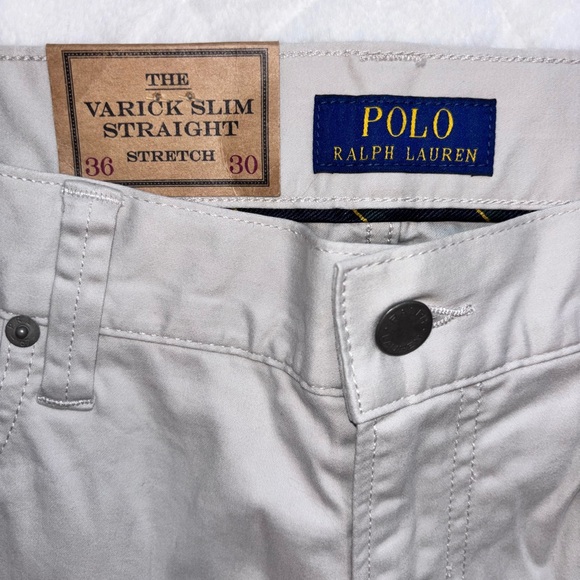 THE
VARICK SLIM
STRAIGHT
36 STRETCH 30
POLO
RALPH LAUREN